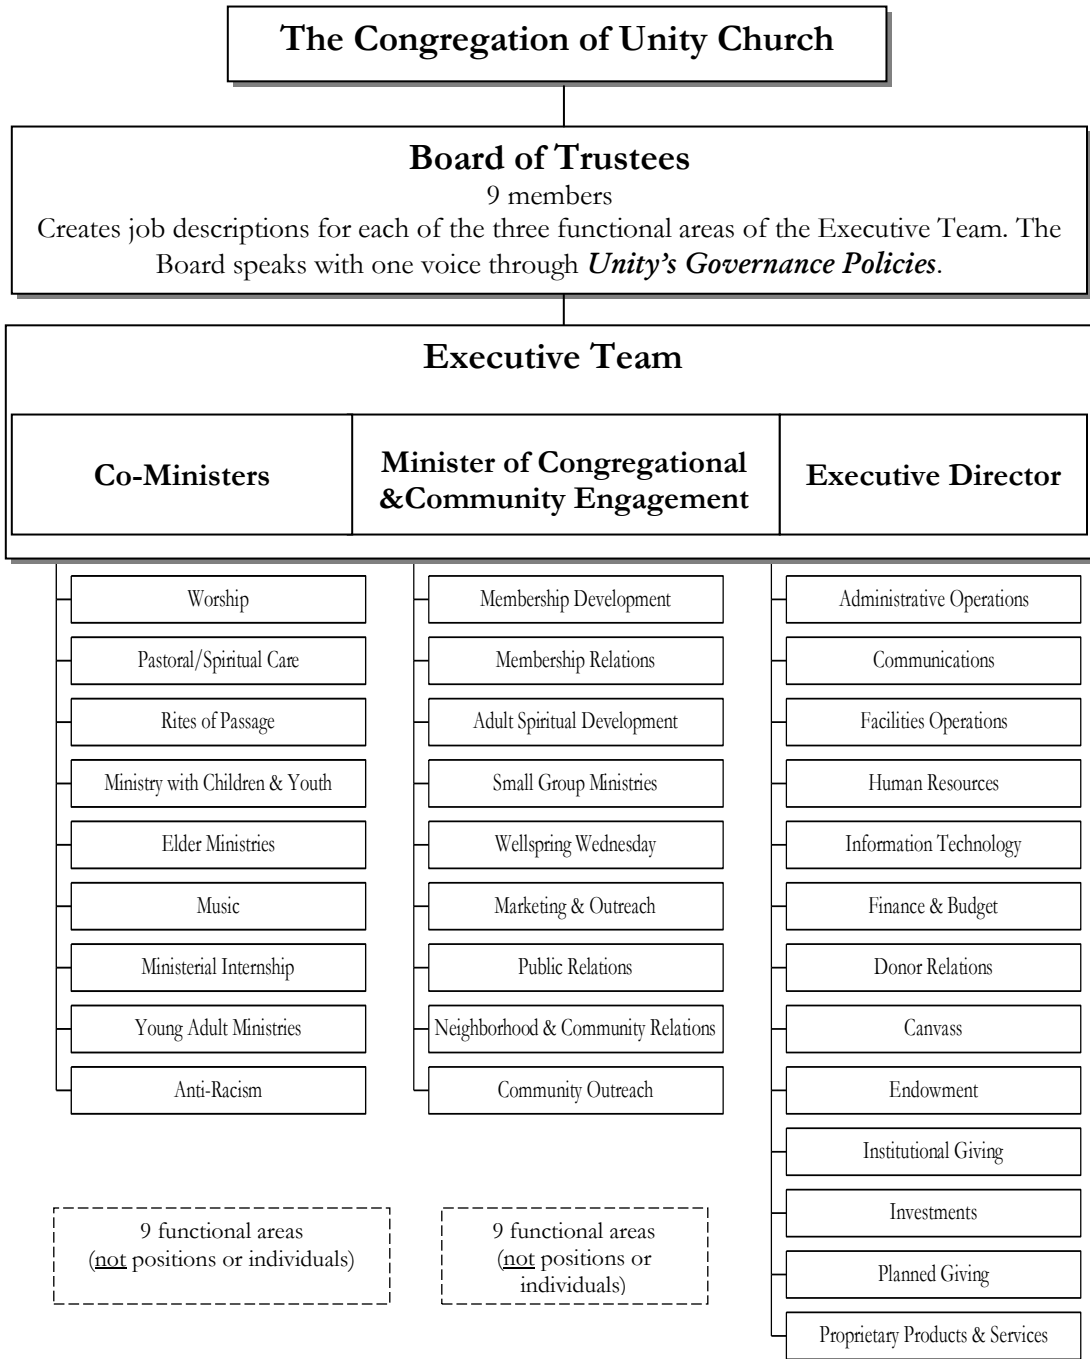 The Congregation of Unity Church
Board of Trustees
9 members
Creates job descriptions for each of the three functional areas of the Executive Team. The
Board speaks with one voice through Unity's Governance Policies.
Executive Team
Co-Ministers
Minister of Congregational
&Community Engagement
Executive Director
Worship
Pastoral/Spiritual Care
Rites of Passage
Ministry with Children & Youth
Elder Ministries
Music
Ministerial Internship
Young Adult Ministries
Anti-Racism
9 functional areas
(not positions or individuals)
Membership Development
Membership Relations
Adult Spiritual Development
Small Group Ministries
Wellspring Wednesday
Marketing & Outreach
Public Relations
Neighborhood & Community Relations
Community Outreach
9 functional areas
(not positions or
individuals)
Administrative Operations
Communications
Facilities Operations
Human Resources
Information Technology
Finance & Budget
Donor Relations
Canvass
Endowment
Institutional Giving
Investments
Planned Giving
Proprietary Products & Services